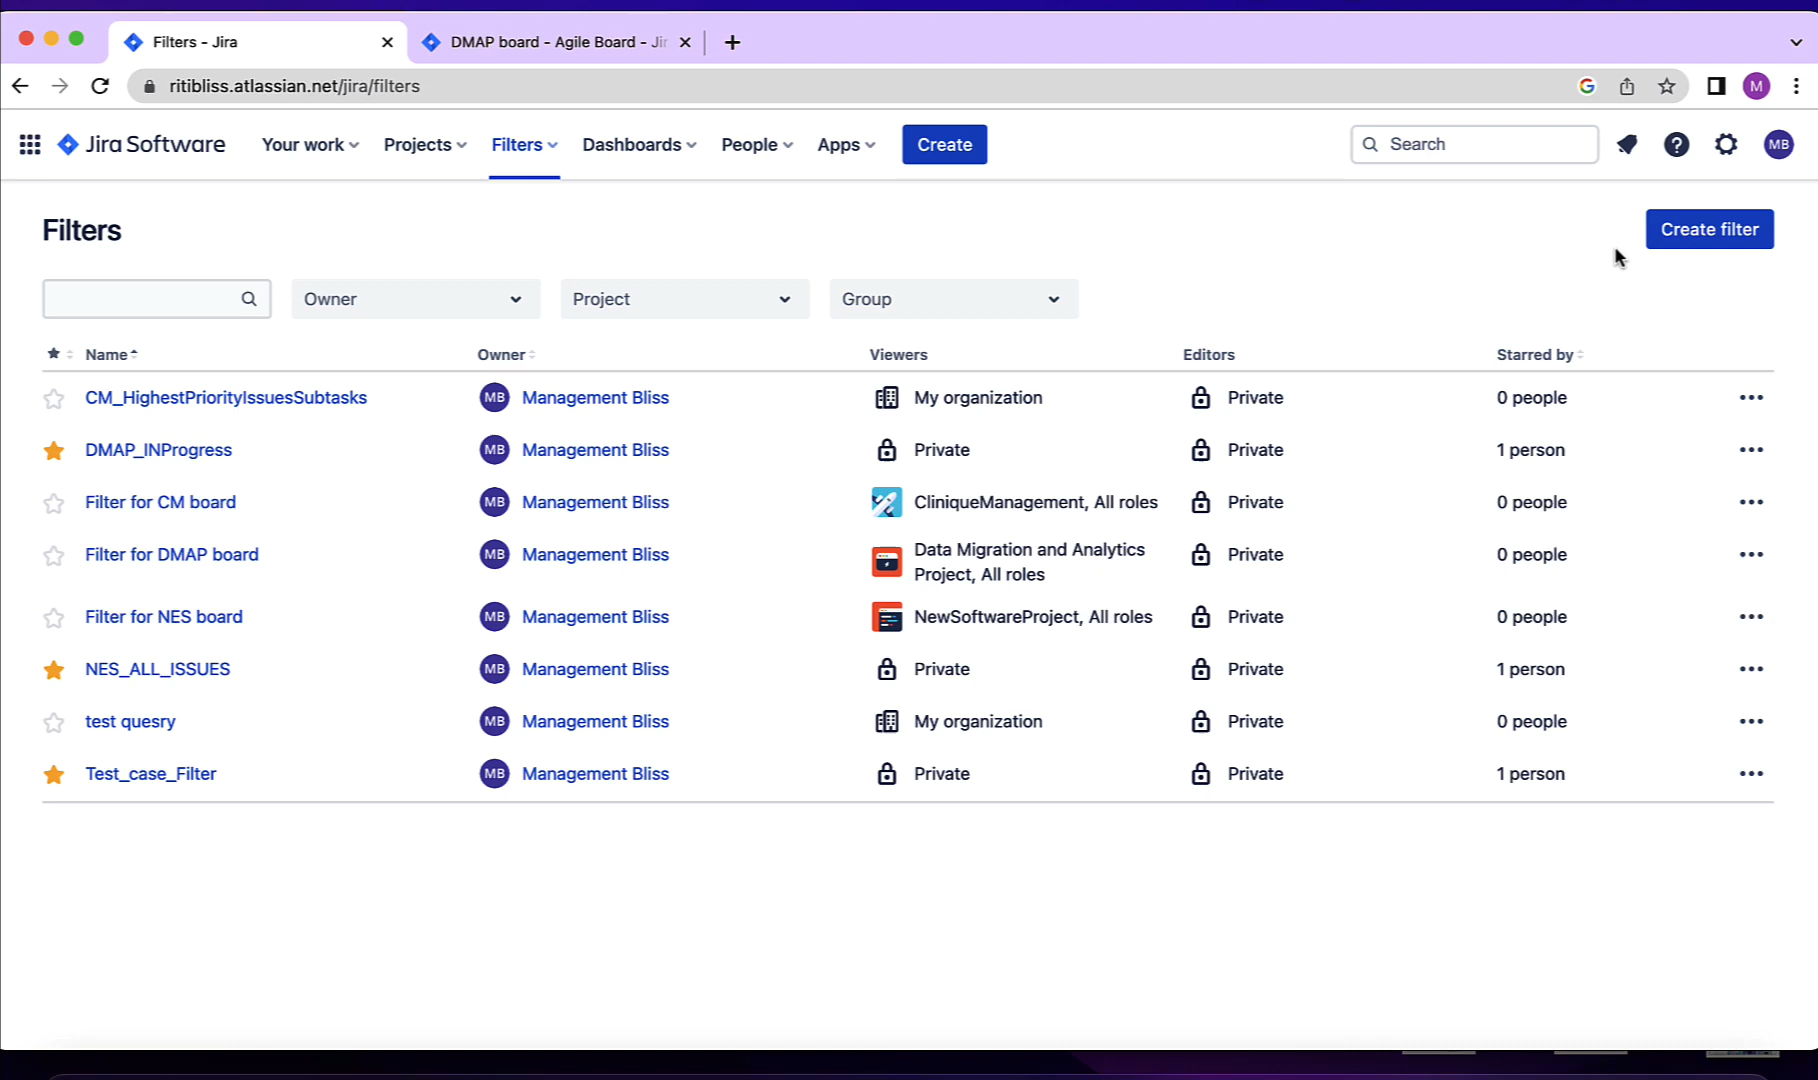 Filters - Jira
DMAP board - Agile Board - Jir
ritibliss.atlassian.net/jira/filters
M
Jira Software
Your work
Projects
Filters
Dashboards
People
Apps
Create
Search
MB
Filters
Create filter
Owner
Project
Group
Name
Owner
Viewers
Editors
Starred by
CM_HighestPriorityIssuesSubtasks
MB
Management Bliss
My organization
Private
0 people
DMAP_INProgress
MB
Management Bliss
Private
Private
1 person
Filter for CM board
MB
Management Bliss
CliniqueManagement, All roles
Private
0 people
Filter for DMAP board
MB
Management Bliss
Data Migration and Analytics
Project, All roles
Private
0 people
Filter for NES board
MB
Management Bliss
NewSoftwareProject, All roles
Private
0 people
NES_ALL_ISSUES
MB
Management Bliss
Private
Private
1 person
test quesry
MB
Management Bliss
My organization
Private
0 people
Test_case_Filter
MB
Management Bliss
Private
Private
1 person